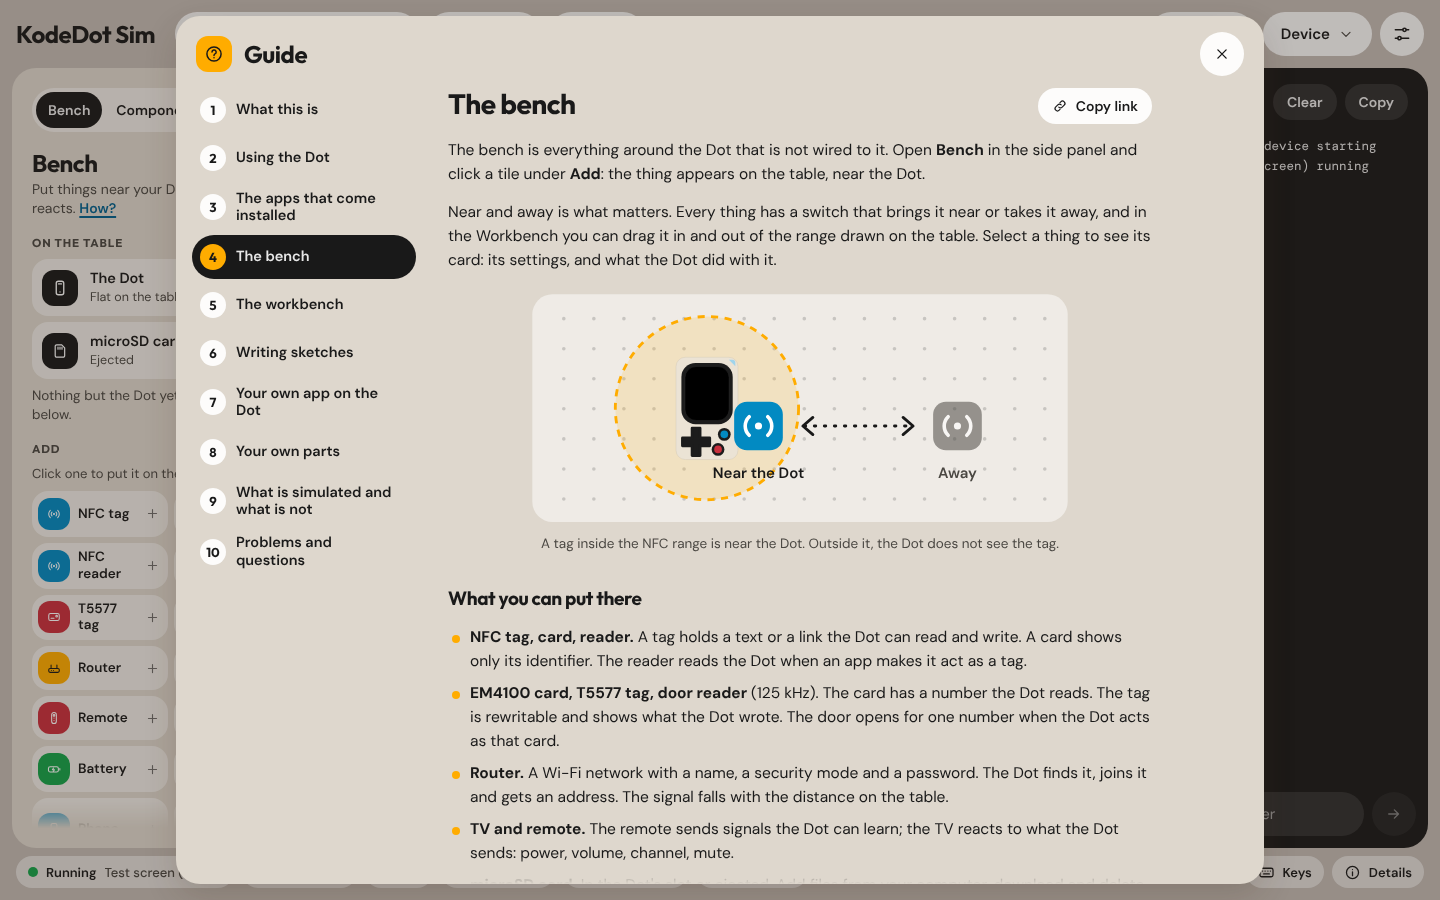 KodeDot Sim
Guide
Device
Bench
Bench
Put things near your D
reacts. How?
ON THE TABLE
The Dot
Flat on the tabl
microSD car
Ejected
Nothing but the Dot yet
below.
ADD
Click one to put it on the
NFC tag
NFC
reader
T5577
tag
Router
Remote
Battery
Running Test screen
1 What this is
2 Using the Dot
3 The apps that come
installed
4 The bench
5 The workbench
6 Writing sketches
7 Your own app on the
Dot
8 Your own parts
9 What is simulated and
what is not
10 Problems and
questions
The bench
Copy link
The bench is everything around the Dot that is not wired to it. Open Bench in the side panel and
click a tile under Add: the thing appears on the table, near the Dot.
Near and away is what matters. Every thing has a switch that brings it near or takes it away, and in
the Workbench you can drag it in and out of the range drawn on the table. Select a thing to see its
card: its settings, and what the Dot did with it.
Near the Dot
Away
A tag inside the NFC range is near the Dot. Outside it, the Dot does not see the tag.
What you can put there
NFC tag, card, reader. A tag holds a text or a link the Dot can read and write. A card shows
only its identifier. The reader reads the Dot when an app makes it act as a tag.
EM4100 card, T5577 tag, door reader (125 kHz). The card has a number the Dot reads. The tag
is rewritable and shows what the Dot wrote. The door opens for one number when the Dot acts
as that card.
Router. A Wi-Fi network with a name, a security mode and a password. The Dot finds it, joins it
and gets an address. The signal falls with the distance on the table.
TV and remote. The remote sends signals the Dot can learn; the TV reacts to what the Dot
sends: power, volume, channel, mute.
Clear Copy
device starting
creen) running
Keys
Details